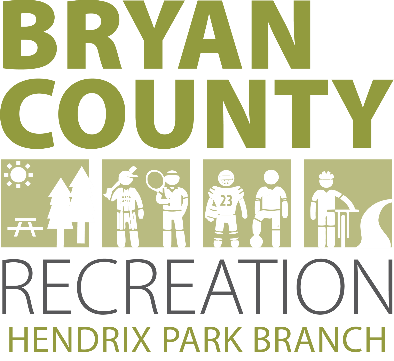 BRYAN
COUNTY
23
RECREATION
HENDRIX PARK BRANCH